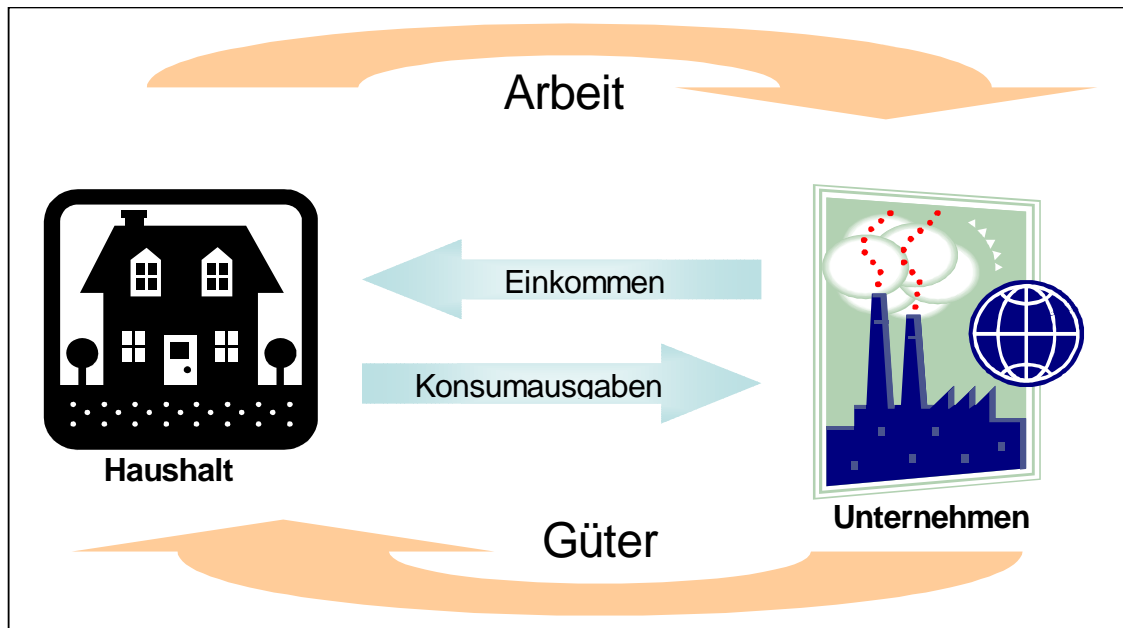 Arbeit
Einkommen
Konsumausgaben
Haushalt
Unternehmen
Güter